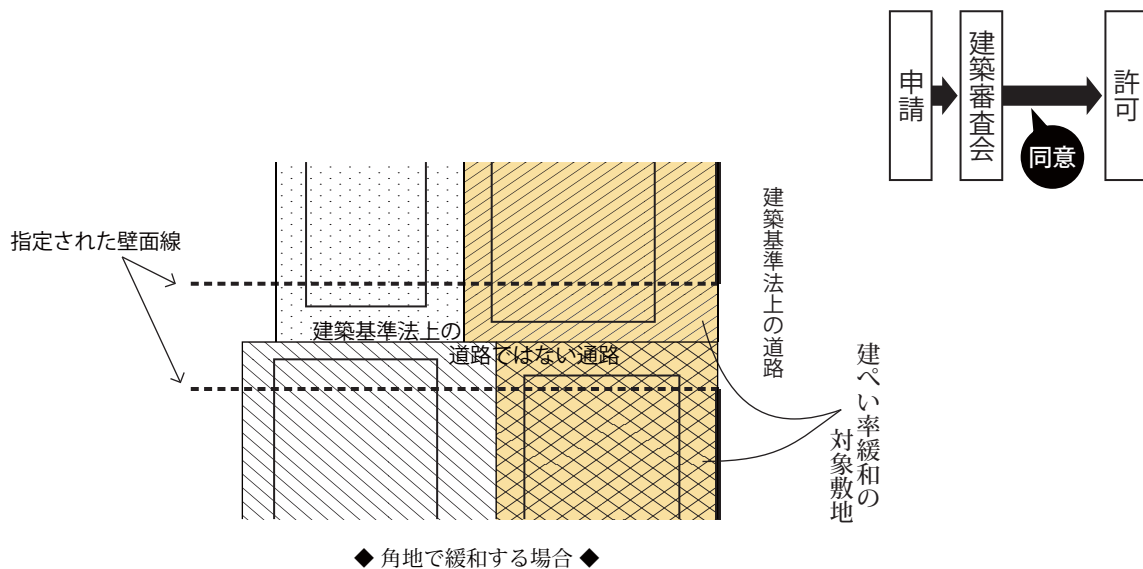 申請
建築審査会
同意
許可
指定された壁面線
建築基準法上の
道路ではない通路
建築基準法上の道路
建ぺい率緩和の
対象敷地
◆ 角地で緩和する場合 ◆